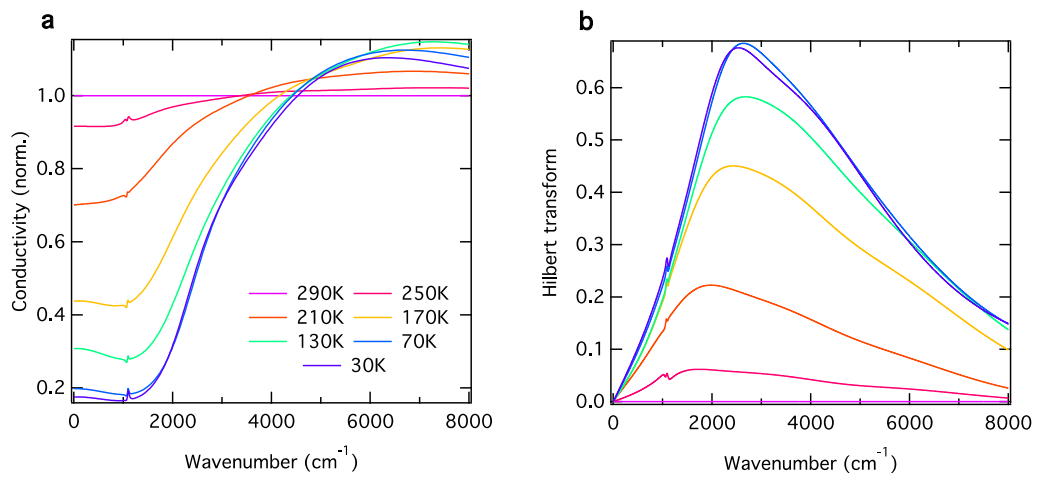 a
Conductivity (norm.)
1.0
0.8
0.6
0.4
0.2
290K 250K
210K 170K
130K 70K
30K
0 2000 4000 6000 8000
Wavenumber (cm⁻¹)
b
Hilbert transform
0.6
0.5
0.4
0.3
0.2
0.1
0.0
0 2000 4000 6000 8000
Wavenumber (cm⁻¹)